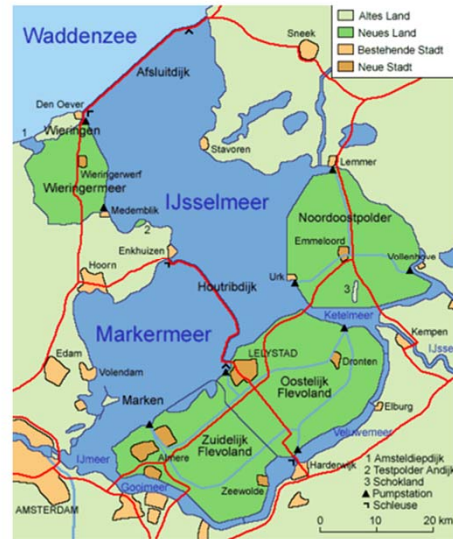 Waddenzee
Afsluitdijk
Sneek
Altes Land
Neues Land
Bestehende Stadt
Neue Stadt
Den Oever
1
Wieringen
Stavoren
Wieringerwerf
Lemmer
Wieringermeer
IJsselmeer
Medemblik
2
Noordoostpolder
Emmeloord
Vollenhove
Enkhuizen
Hoorn
Houtribdijk
Urk
3
Ketelmeer
Markermeer
Kempen
IJsse
LELYSTAD
Edam
Volendam
Dronten
Oostelijk
Flevoland
Marken
Elburg
Zuidelijk
Flevoland
Veluwemeer
IJmeer
Almere
Harderwijk
Gooimeer
Zeewolde
AMSTERDAM
1 Amsteldiepdijk
2 Testpolder Andijk
3 Schokland
Pumpstation
Schleuse
0 10 20 km